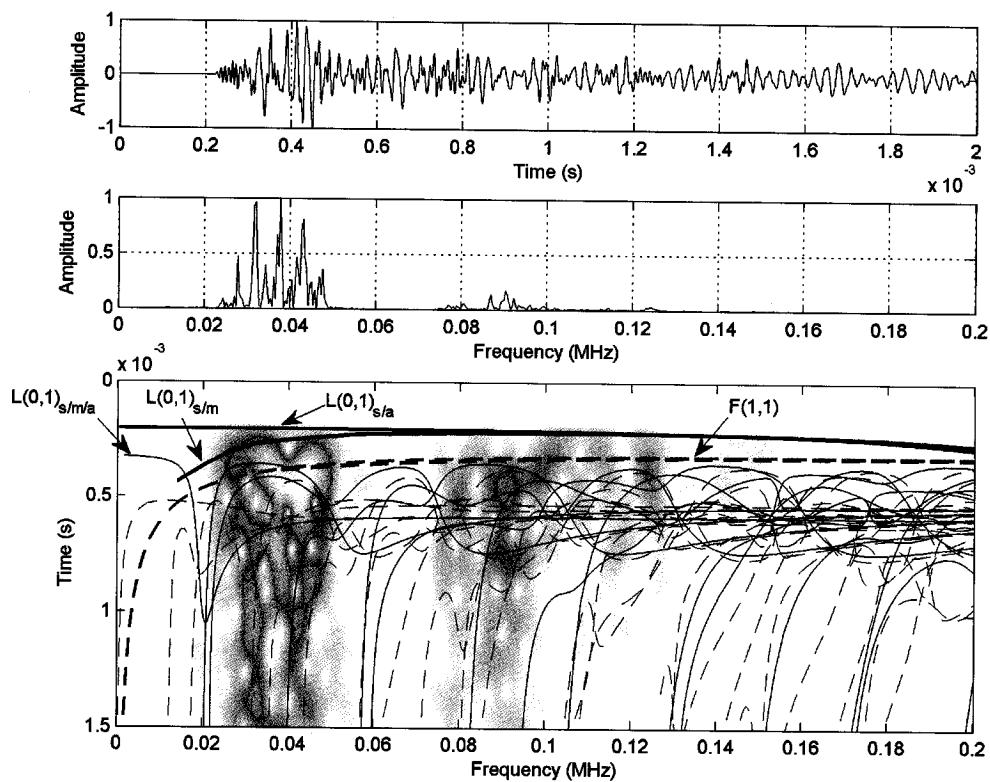 Amplitude
1
0
-1
0 0.2 0.4 0.6 0.8 1 1.2 1.4 1.6 1.8 2
Time (s)
x 10⁻³
Amplitude
1
0.5
0
0 0.02 0.04 0.06 0.08 0.1 0.12 0.14 0.16 0.18 0.2
Frequency (MHz)
x 10⁻³
L(0,1)s/m/a L(0,1)s/m L(0,1)s/a F(1,1)
Time (s)
0
0.5
1
1.5
0 0.02 0.04 0.06 0.08 0.1 0.12 0.14 0.16 0.18 0.2
Frequency (MHz)